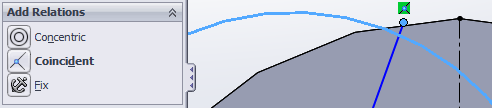 Add Relations
Concentric
Coincident
Fix